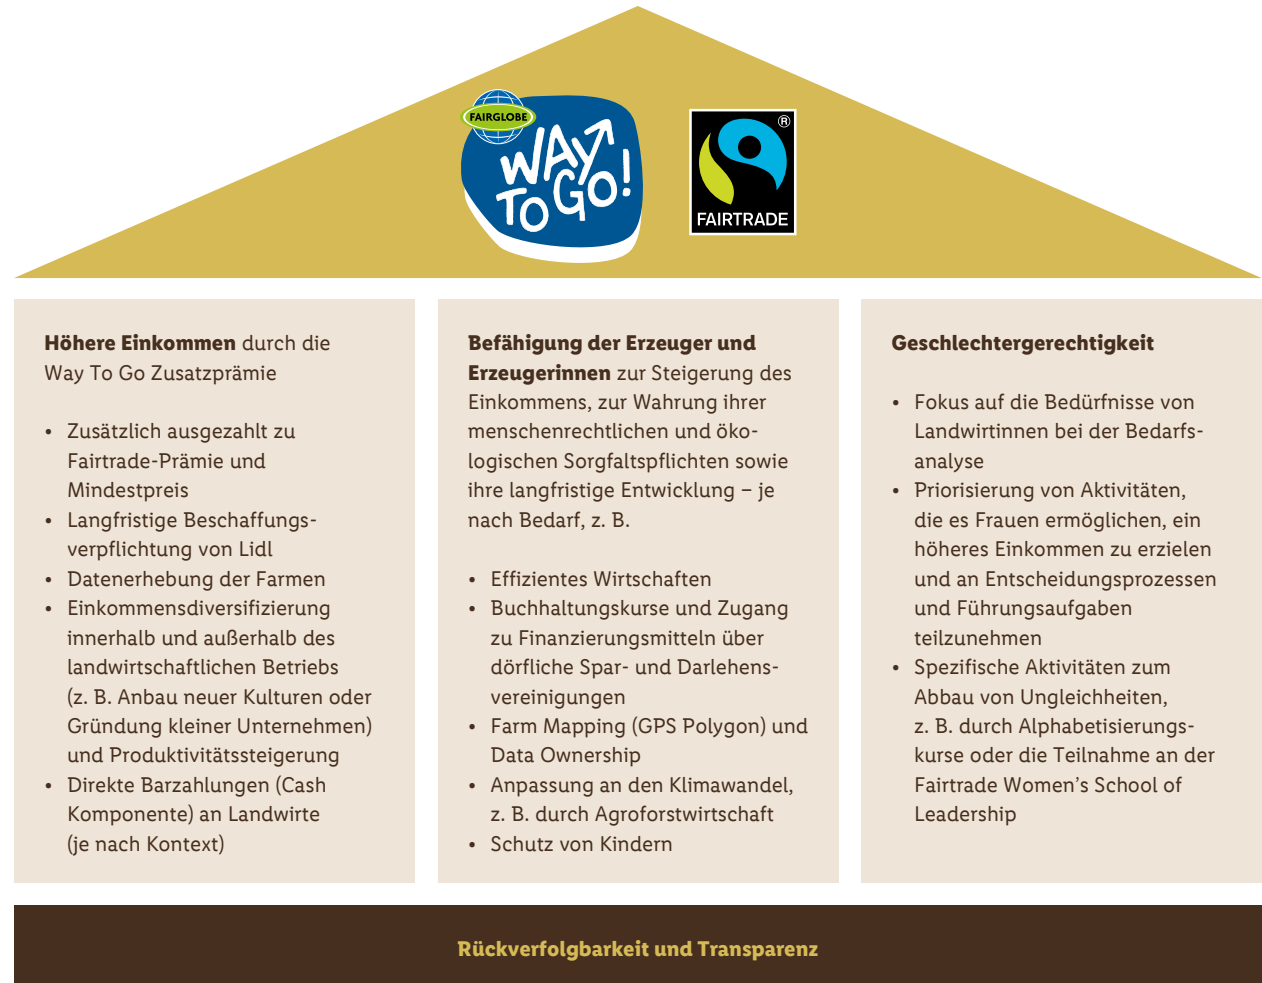 FAIRGLOBE
WAY
TO GO!
®
FAIRTRADE
Höhere Einkommen durch die
Way To Go Zusatzprämie
• Zusätzlich ausgezahlt zu
Fairtrade-Prämie und
Mindestpreis
• Langfristige Beschaffungs-
verpflichtung von Lidl
• Datenerhebung der Farmen
• Einkommensdiversifizierung
innerhalb und außerhalb des
landwirtschaftlichen Betriebs
(z. B. Anbau neuer Kulturen oder
Gründung kleiner Unternehmen)
und Produktivitätssteigerung
• Direkte Barzahlungen (Cash
Komponente) an Landwirte
(je nach Kontext)
Befähigung der Erzeuger und
Erzeugerinnen zur Steigerung des
Einkommens, zur Wahrung ihrer
menschenrechtlichen und öko-
logischen Sorgfaltspflichten sowie
ihre langfristige Entwicklung – je
nach Bedarf, z. B.
• Effizientes Wirtschaften
• Buchhaltungskurse und Zugang
zu Finanzierungsmitteln über
dörfliche Spar- und Darlehens-
vereinigungen
• Farm Mapping (GPS Polygon) und
Data Ownership
• Anpassung an den Klimawandel,
z. B. durch Agroforstwirtschaft
• Schutz von Kindern
Geschlechtergerechtigkeit
• Fokus auf die Bedürfnisse von
Landwirtinnen bei der Bedarfs-
analyse
• Priorisierung von Aktivitäten,
die es Frauen ermöglichen, ein
höheres Einkommen zu erzielen
und an Entscheidungsprozessen
und Führungsaufgaben
teilzunehmen
• Spezifische Aktivitäten zum
Abbau von Ungleichheiten,
z. B. durch Alphabetisierungs-
kurse oder die Teilnahme an der
Fairtrade Women’s School of
Leadership
Rückverfolgbarkeit und Transparenz